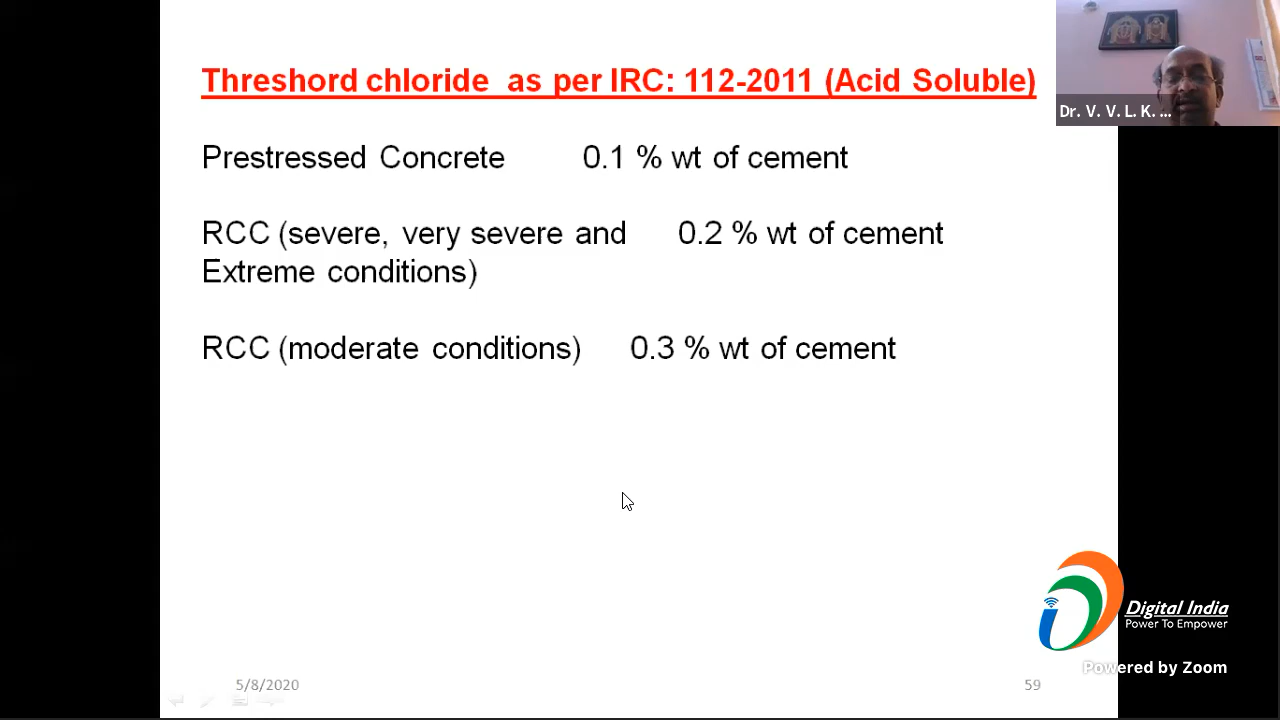 Threshord chloride as per IRC: 112-2011 (Acid Soluble)
Dr. V. V. L. K. ...
Prestressed Concrete 0.1 % wt of cement
RCC (severe, very severe and 0.2 % wt of cement
Extreme conditions)
RCC (moderate conditions) 0.3 % wt of cement
Digital India
Power To Empower
Powered by Zoom
5/8/2020 59